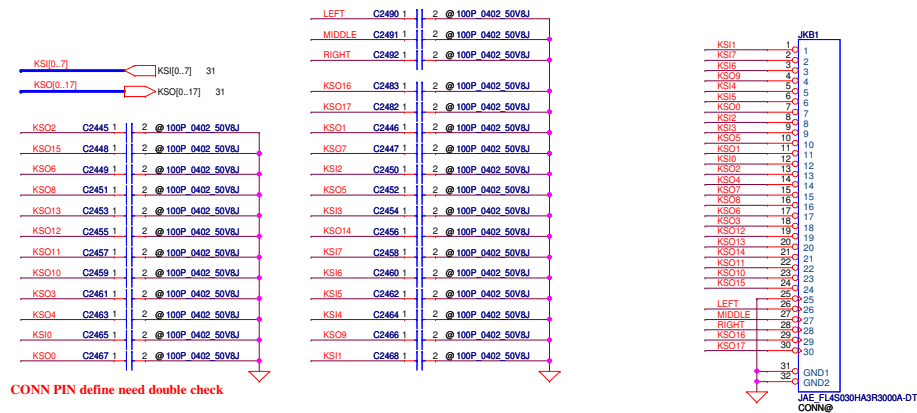 LEFT C2490 1 2 @ 100P_0402_50V8J
MIDDLE C2491 1 2 @ 100P_0402_50V8J
RIGHT C2492 1 2 @ 100P_0402_50V8J
KSI[0..7] KSI[0..7] 31
KSO[0..17] KSO[0..17] 31
KSO16 C2483 1 2 @ 100P_0402_50V8J
KSO17 C2482 1 2 @ 100P_0402_50V8J
KSO2 C2445 1 2 @ 100P_0402_50V8J
KSO15 C2448 1 2 @ 100P_0402_50V8J
KSO6 C2449 1 2 @ 100P_0402_50V8J
KSO8 C2451 1 2 @ 100P_0402_50V8J
KSO13 C2453 1 2 @ 100P_0402_50V8J
KSO12 C2455 1 2 @ 100P_0402_50V8J
KSO11 C2457 1 2 @ 100P_0402_50V8J
KSO10 C2459 1 2 @ 100P_0402_50V8J
KSO3 C2461 1 2 @ 100P_0402_50V8J
KSO4 C2463 1 2 @ 100P_0402_50V8J
KSI0 C2465 1 2 @ 100P_0402_50V8J
KSO0 C2467 1 2 @ 100P_0402_50V8J
KSO1 C2446 1 2 @ 100P_0402_50V8J
KSO7 C2447 1 2 @ 100P_0402_50V8J
KSI2 C2450 1 2 @ 100P_0402_50V8J
KSO5 C2452 1 2 @ 100P_0402_50V8J
KSI3 C2454 1 2 @ 100P_0402_50V8J
KSO14 C2456 1 2 @ 100P_0402_50V8J
KSI7 C2458 1 2 @ 100P_0402_50V8J
KSI6 C2460 1 2 @ 100P_0402_50V8J
KSI5 C2462 1 2 @ 100P_0402_50V8J
KSI4 C2464 1 2 @ 100P_0402_50V8J
KSO9 C2466 1 2 @ 100P_0402_50V8J
KSI1 C2468 1 2 @ 100P_0402_50V8J
CONN PIN define need double check
JKB1
KSI1 1 1
KSI7 2 2
KSI6 3 3
KSO9 4 4
KSI4 5 5
KSI5 6 6
KSO0 7 7
KSI2 8 8
KSI3 9 9
KSO5 10 10
KSO1 11 11
KSI0 12 12
KSO2 13 13
KSO4 14 14
KSO7 15 15
KSO8 16 16
KSO6 17 17
KSO3 18 18
KSO12 19 19
KSO13 20 20
KSO14 21 21
KSO11 22 22
KSO10 23 23
KSO15 24 24
25 25
LEFT 26 26
MIDDLE 27 27
RIGHT 28 28
KSO16 29 29
KSO17 30 30
31 GND1
32 GND2
JAE_FL4S030HA3R3000A-DT
CONN@